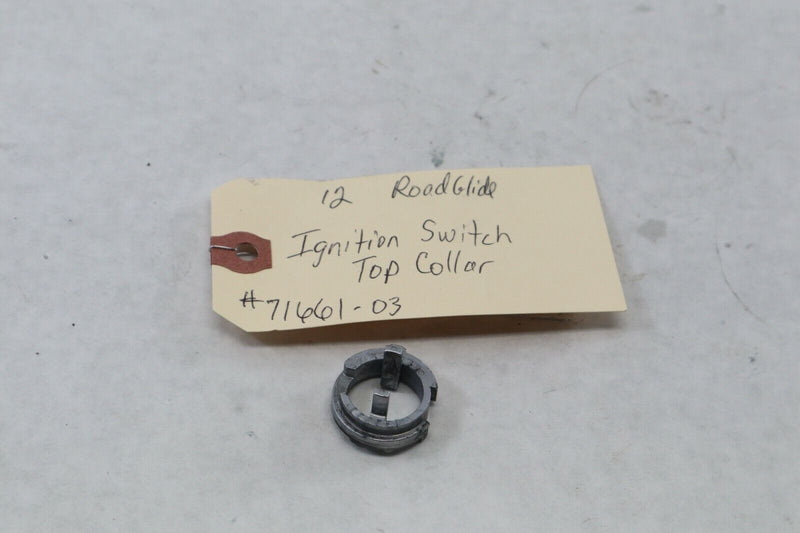 12 RoadGlide
Ignition Switch
Top Collar
#71661-03